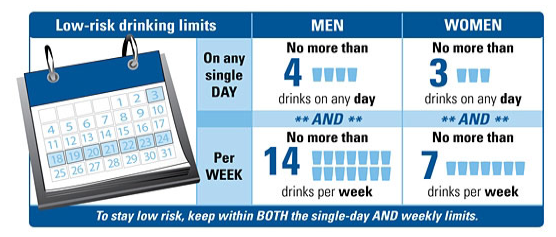 Low-risk drinking limits
MEN
WOMEN
On any
single
DAY
No more than
4
drinks on any day
No more than
3
drinks on any day
** AND **
** AND **
Per
WEEK
No more than
14
drinks per week
No more than
7
drinks per week
1 2 3
4 5 6 7 8 9 10
11 12 13 14 15 16 17
18 19 20 21 22 23 24
25 26 27 28 29 30 31
To stay low risk, keep within BOTH the single-day AND weekly limits.